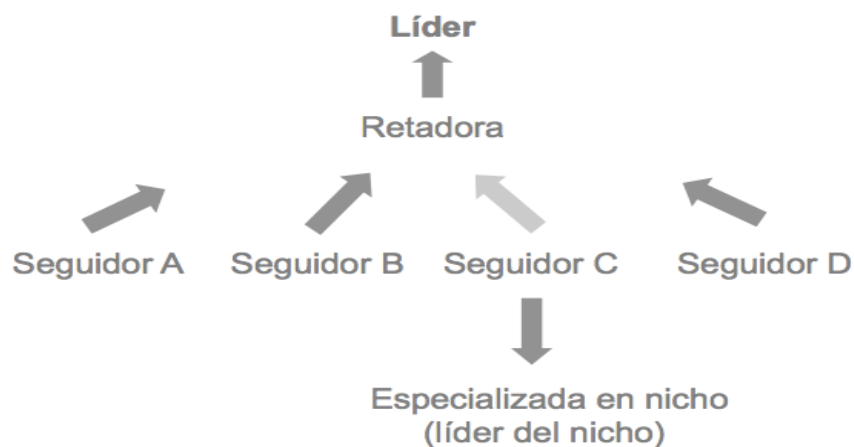 Líder
Retadora
Seguidor A
Seguidor B
Seguidor C
Seguidor D
Especializada en nicho
(líder del nicho)